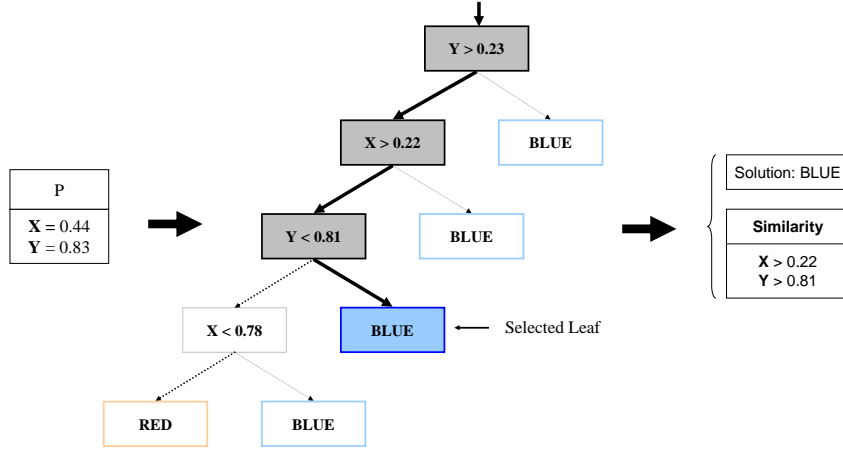 Y > 0.23
X > 0.22
BLUE
P
X = 0.44
Y = 0.83
Y < 0.81
BLUE
Solution: BLUE
Similarity
X > 0.22
Y > 0.81
X < 0.78
BLUE
Selected Leaf
RED
BLUE